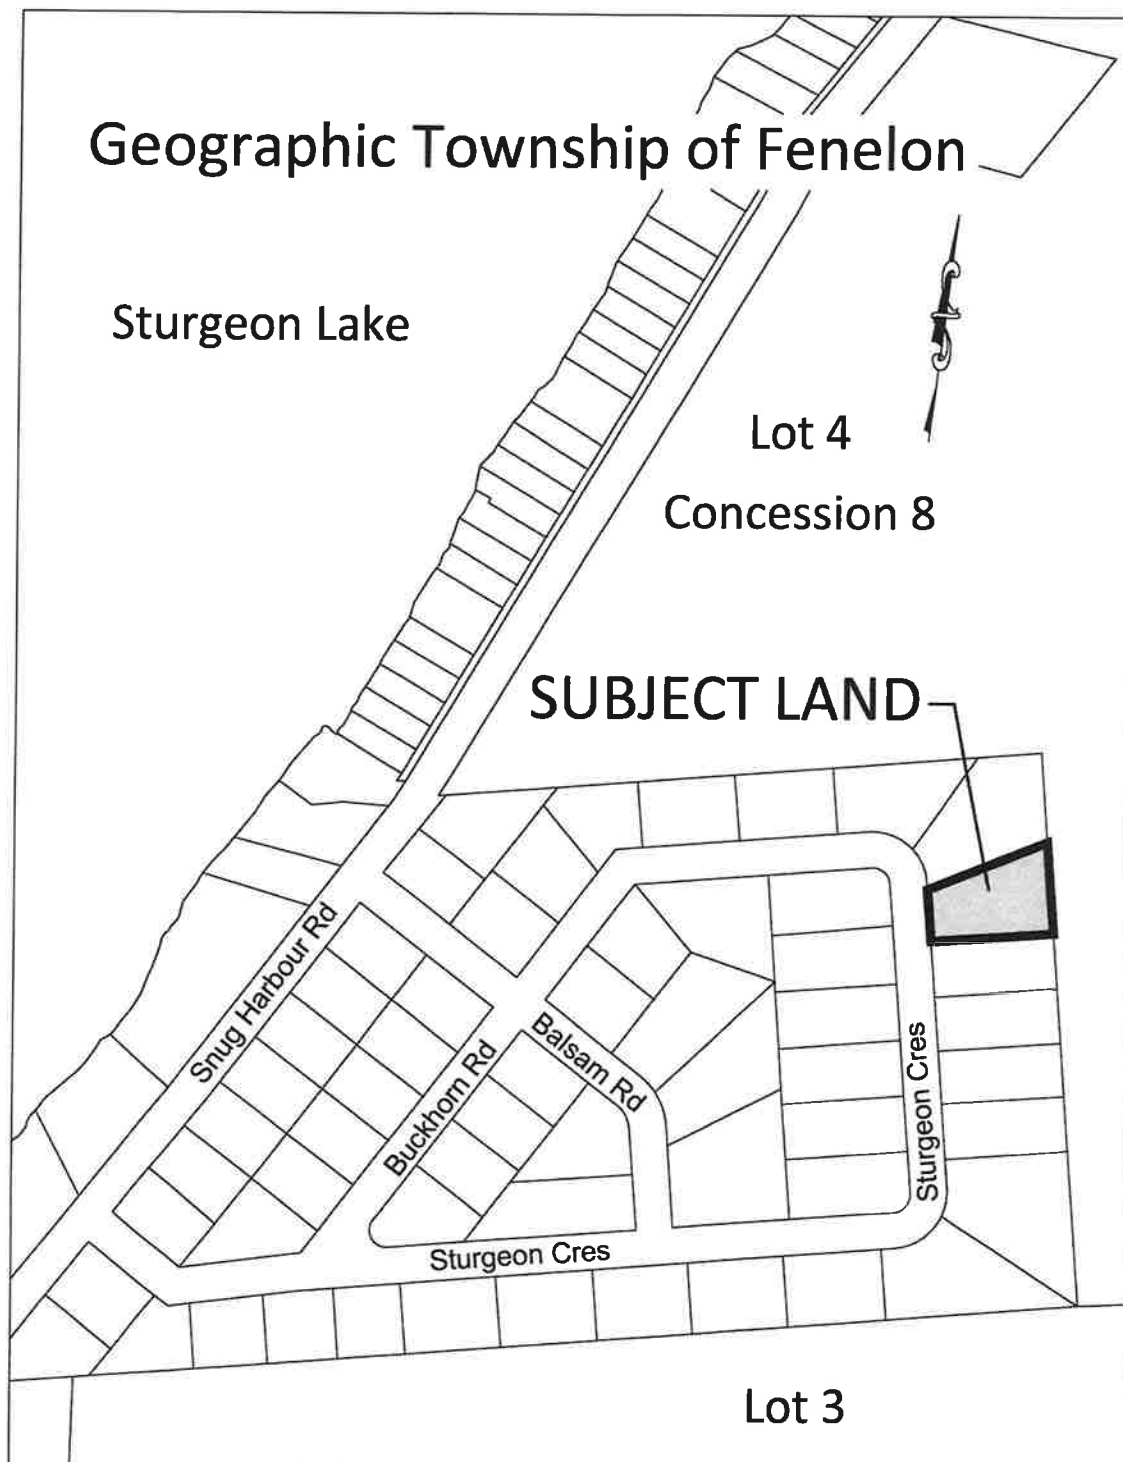 Geographic Township of Fenelon
Sturgeon Lake
Lot 4
Concession 8
SUBJECT LAND
Snug Harbour Rd
Buckhorn Rd
Balsam Rd
Sturgeon Cres
Sturgeon Cres
Lot 3